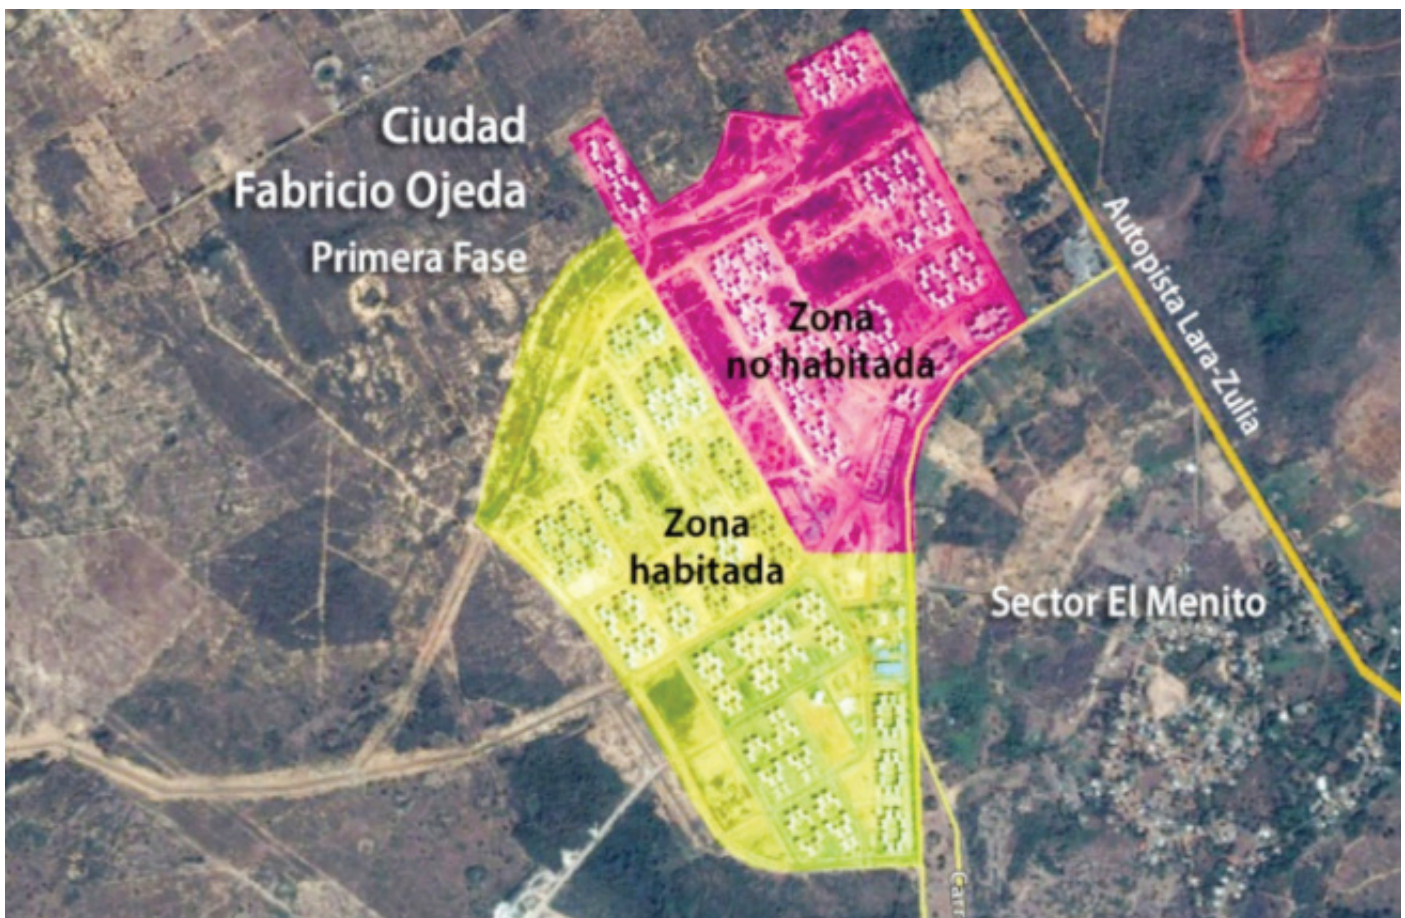 Ciudad
Fabricio Ojeda
Primera Fase
Autopista Lara-Zulia
Zona
no habitada
Zona
habitada
Sector El Menito